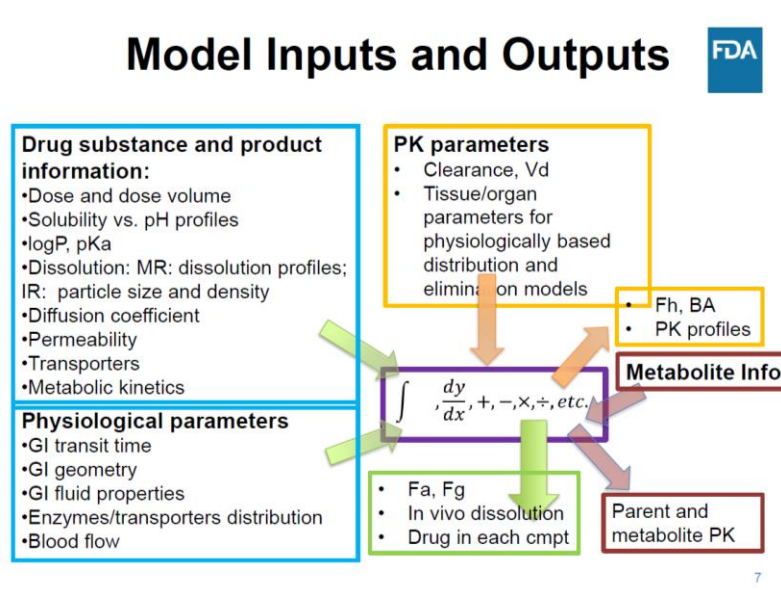 Model Inputs and Outputs
FDA
Drug substance and product
information:
•Dose and dose volume
•Solubility vs. pH profiles
•logP, pKa
•Dissolution: MR: dissolution profiles;
IR: particle size and density
•Diffusion coefficient
•Permeability
•Transporters
•Metabolic kinetics
Physiological parameters
•GI transit time
•GI geometry
•GI fluid properties
•Enzymes/transporters distribution
•Blood flow
PK parameters
• Clearance, Vd
• Tissue/organ
parameters for
physiologically based
distribution and
elimination models
• Fh, BA
• PK profiles
Metabolite Info
∫ ,dy/dx,+,−,×,÷,etc.
• Fa, Fg
• In vivo dissolution
• Drug in each cmpt
Parent and
metabolite PK
7